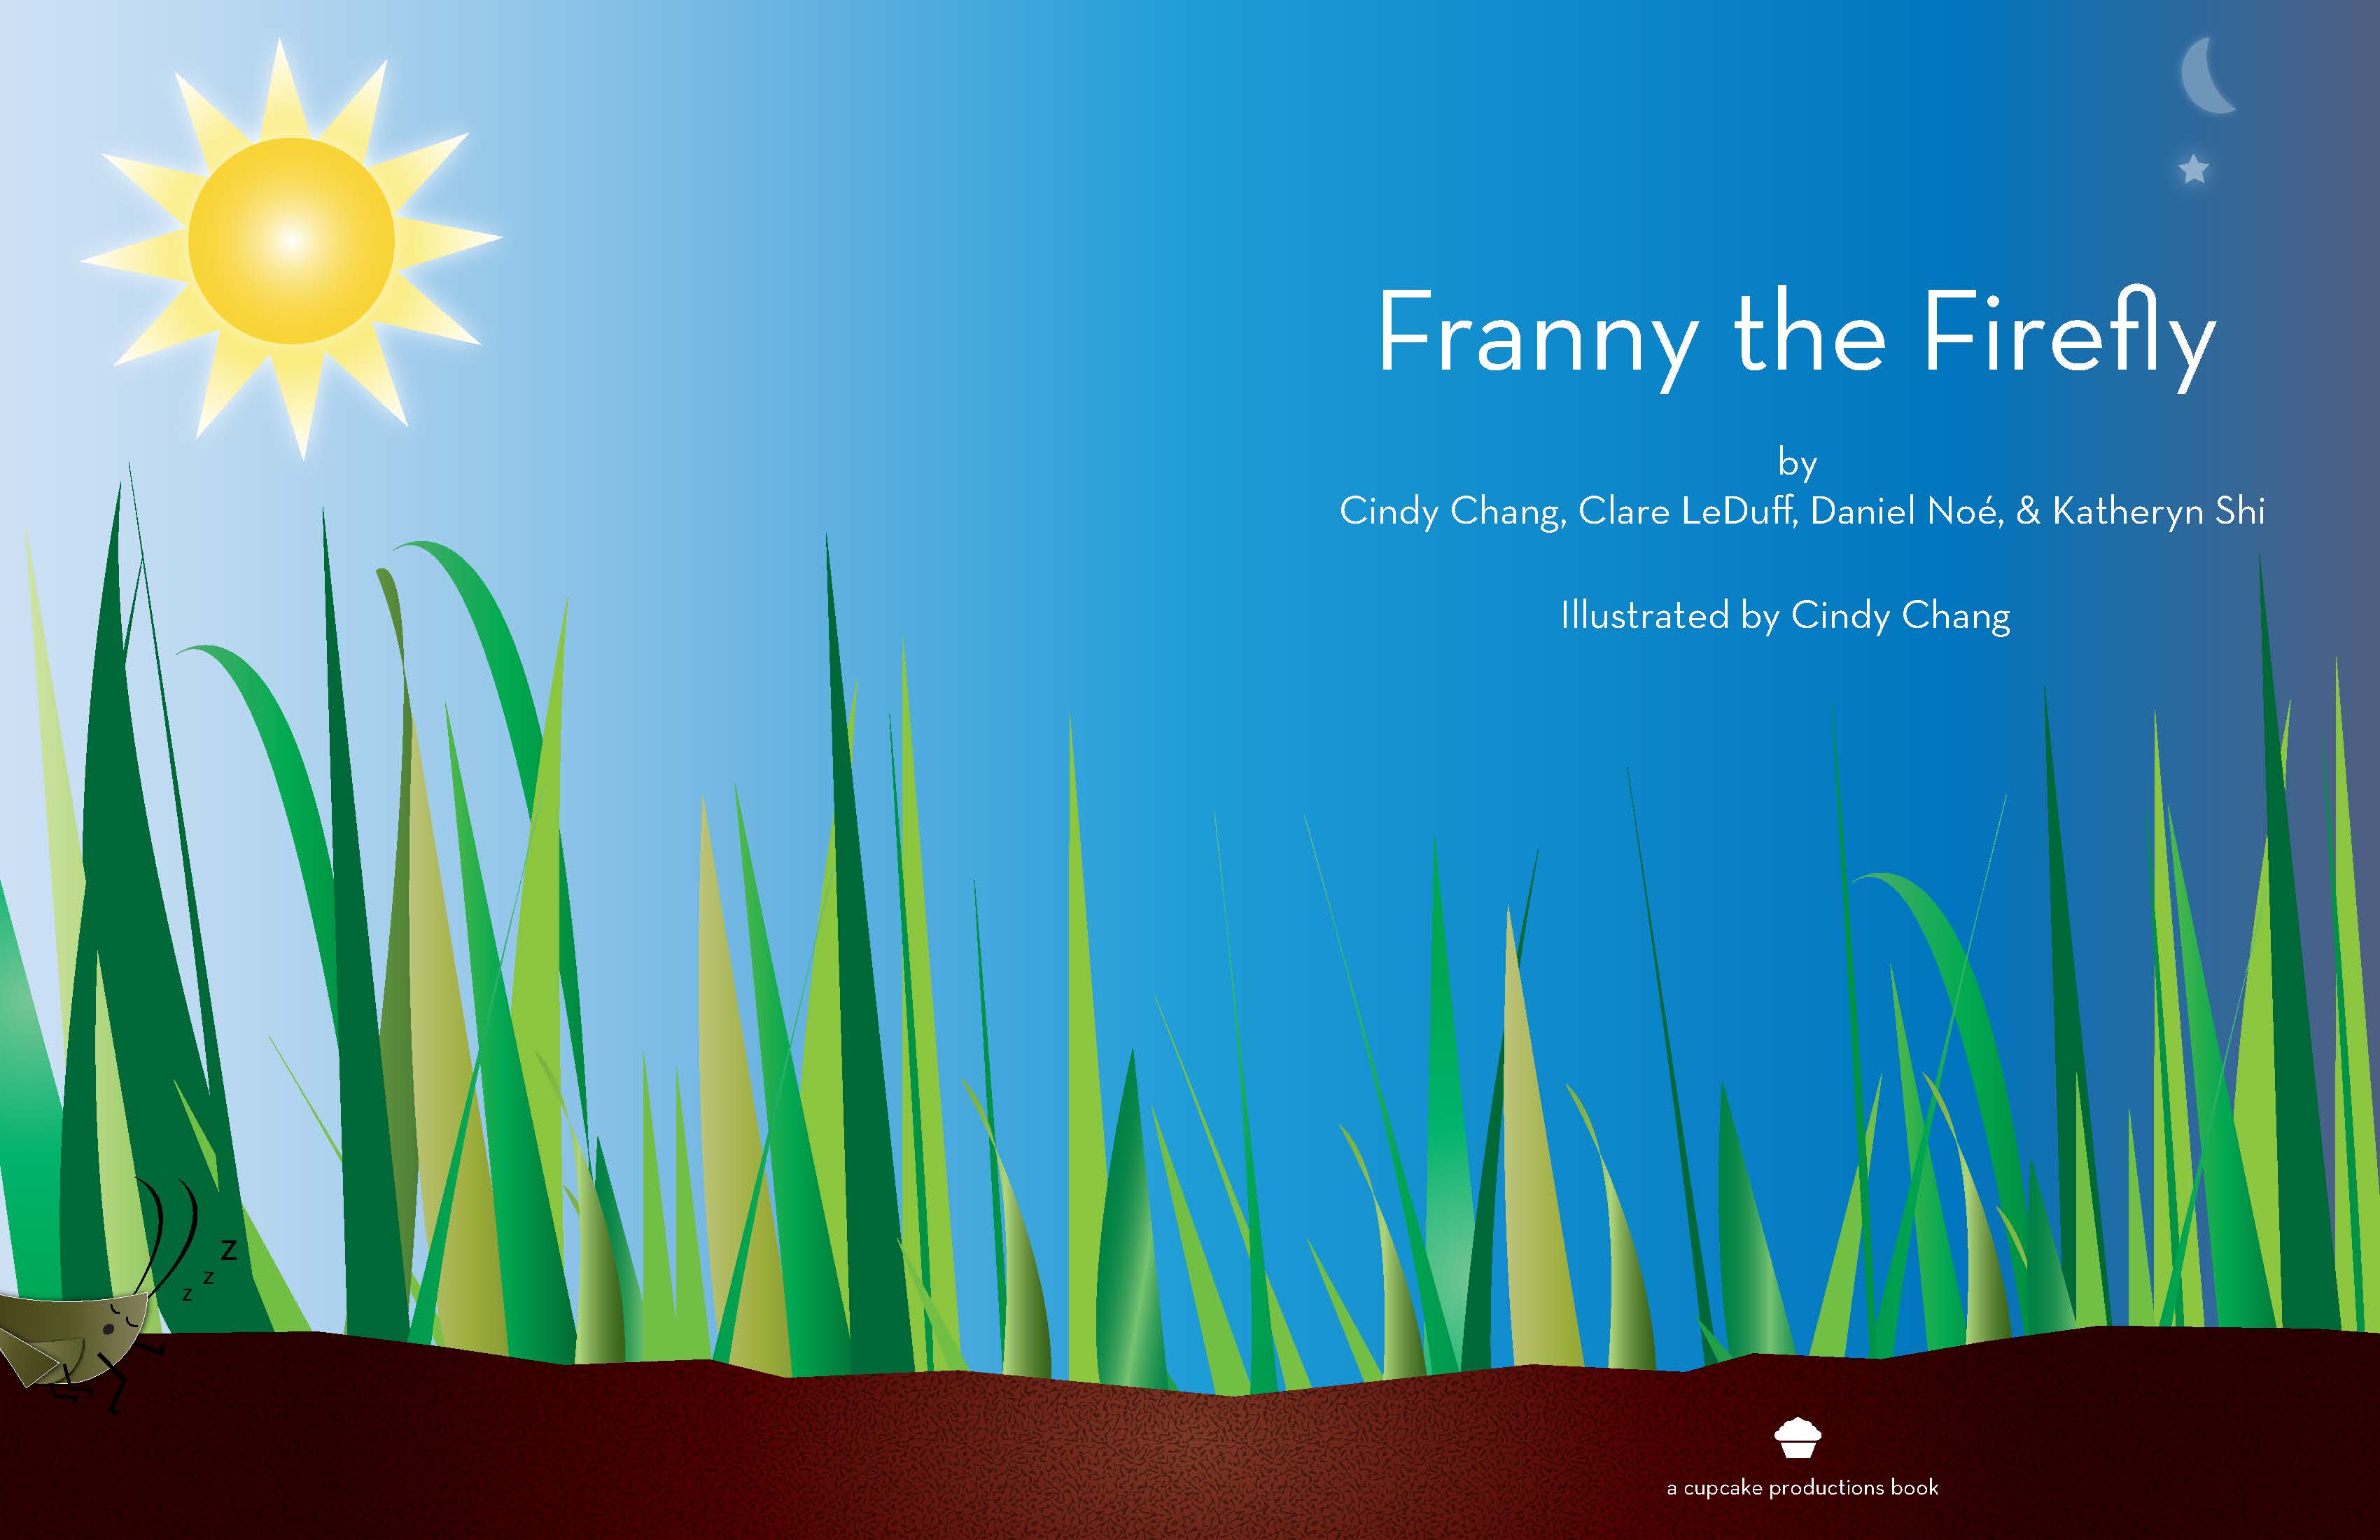 Franny the Firefly
by
Cindy Chang, Clare LeDuff, Daniel Noé, & Katheryn Shi
Illustrated by Cindy Chang
z
z
z
a cupcake productions book